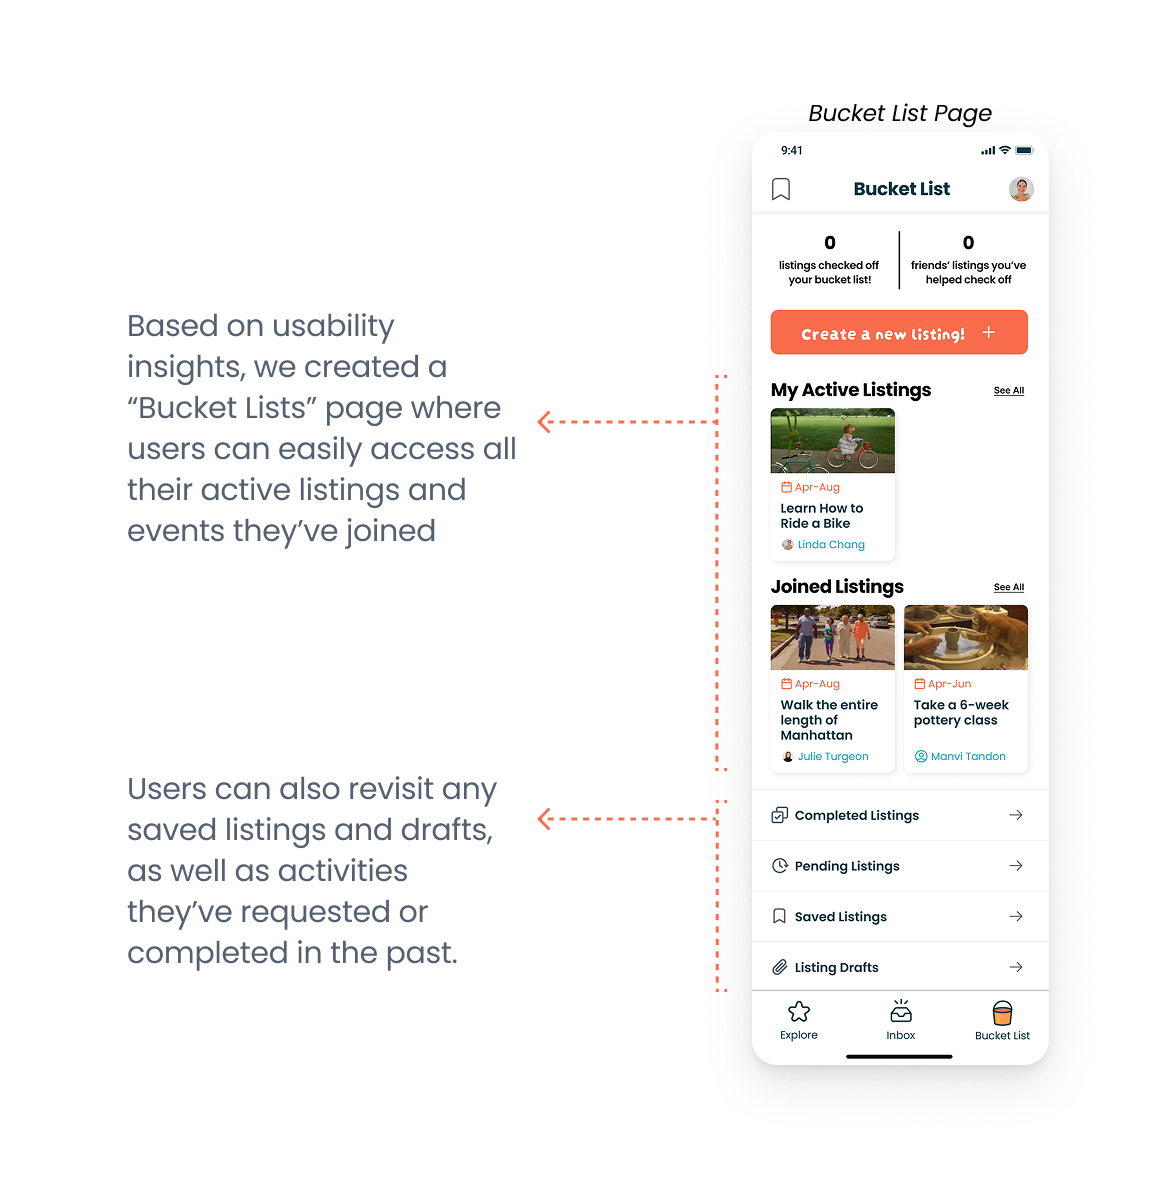 Bucket List Page
9:41
Bucket List
0
listings checked off
your bucket list!
0
friends’ listings you’ve
helped check off
Create a new listing! +
Based on usability
insights, we created a
“Bucket Lists” page where
users can easily access all
their active listings and
events they’ve joined
My Active Listings
See All
Apr-Aug
Learn How to
Ride a Bike
Linda Chang
Joined Listings
See All
Apr-Aug
Walk the entire
length of
Manhattan
Julie Turgeon
Apr-Jun
Take a 6-week
pottery class
Manvi Tandon
Users can also revisit any
saved listings and drafts,
as well as activities
they’ve requested or
completed in the past.
Completed Listings
Pending Listings
Saved Listings
Listing Drafts
Explore
Inbox
Bucket List